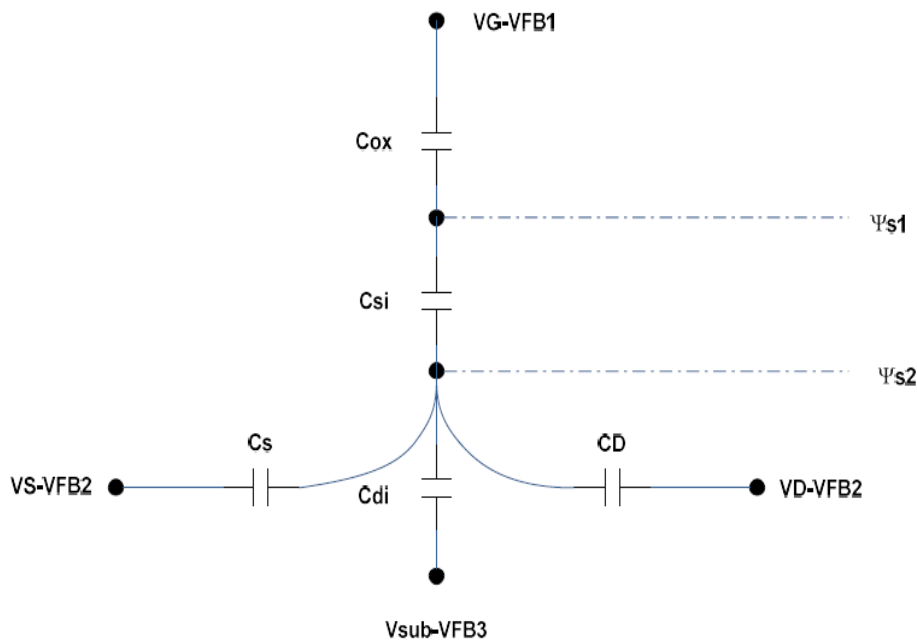 VG-VFB1
Cox
Ψs1
Csi
Ψs2
Cs
CD
VS-VFB2
Cdi
VD-VFB2
Vsub-VFB3